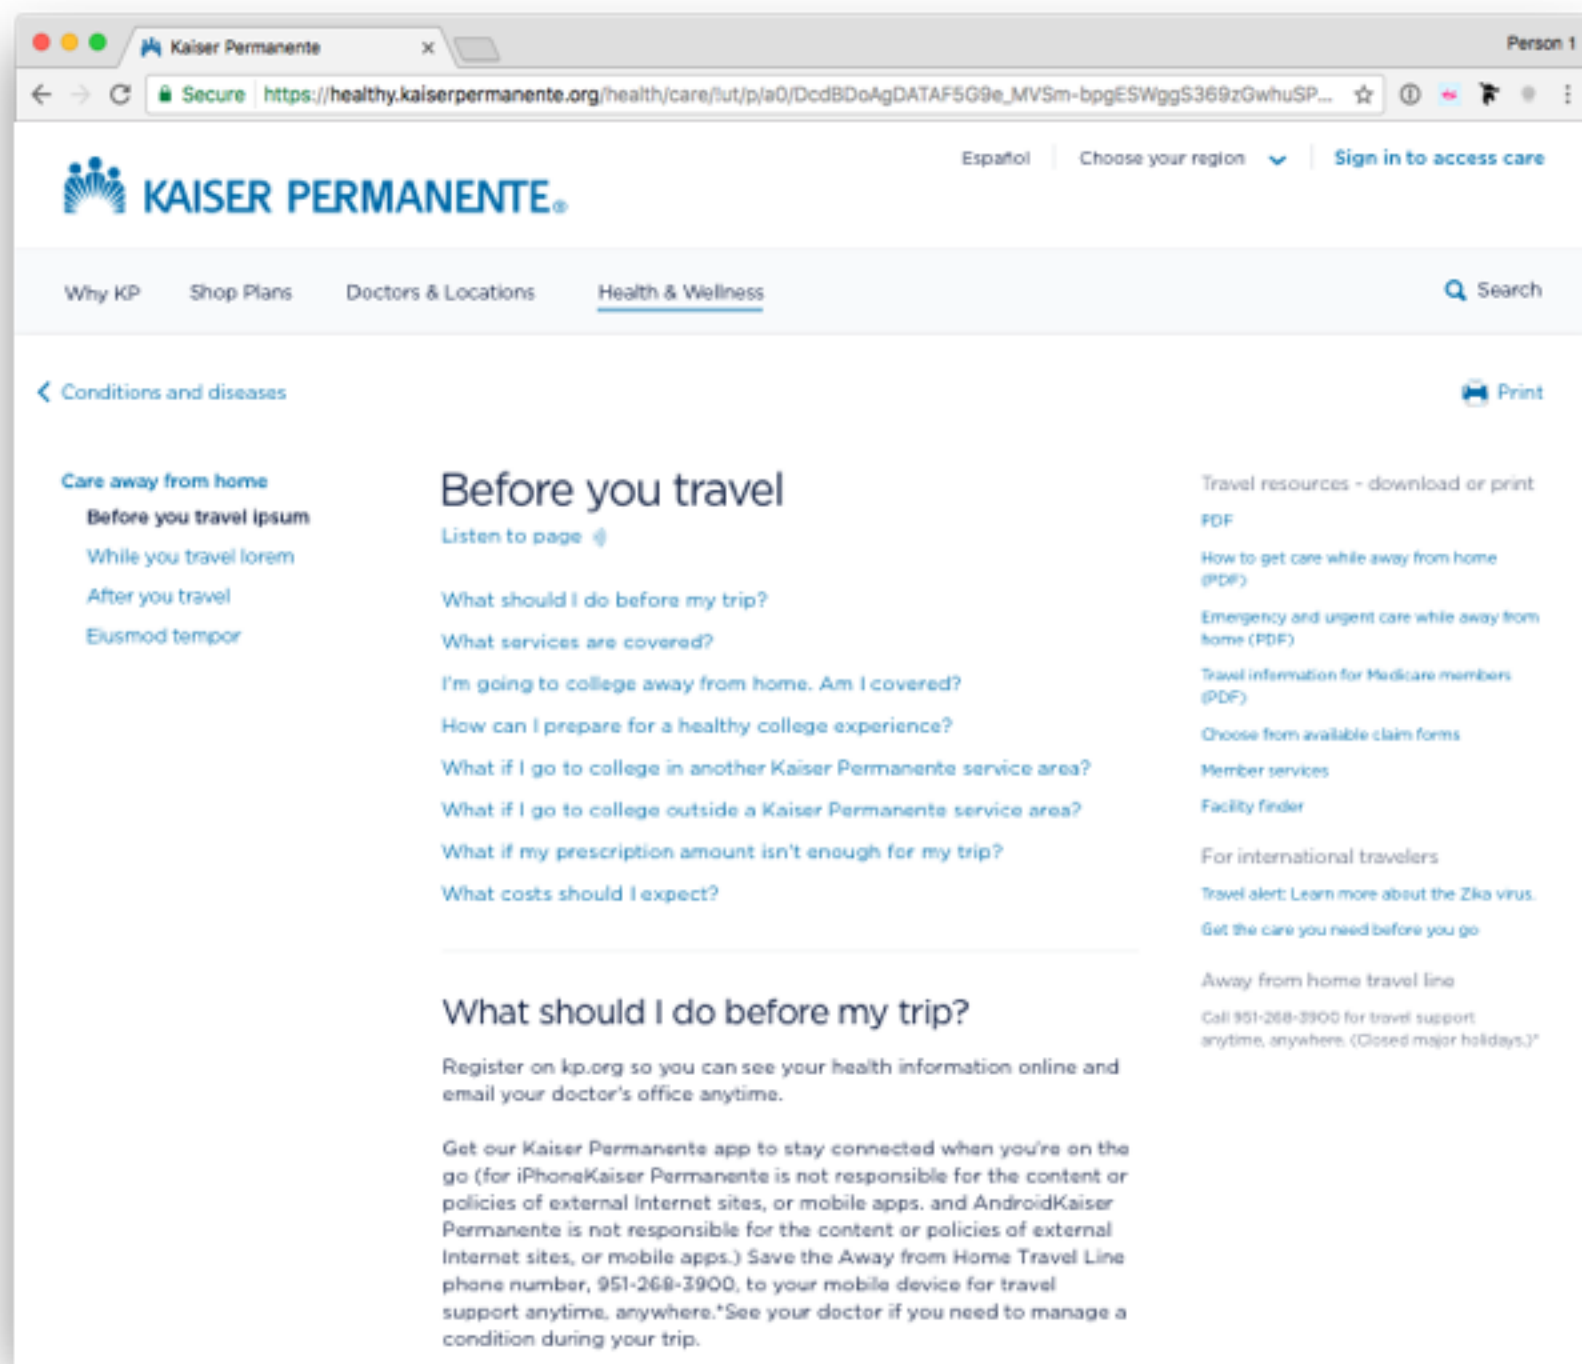 Kaiser Permanente
Person 1
Secure https://healthy.kaiserpermanente.org/health/care/!ut/p/a0/DcdBDoAgDATAF5G9e_MVSm-bpgESWggS369zGwhuSP...
KAISER PERMANENTE®
Español
Choose your region
Sign in to access care
Why KP
Shop Plans
Doctors & Locations
Health & Wellness
Search
Conditions and diseases
Print
Care away from home
Before you travel ipsum
While you travel lorem
After you travel
Eiusmod tempor
Before you travel
Listen to page
What should I do before my trip?
What services are covered?
I'm going to college away from home. Am I covered?
How can I prepare for a healthy college experience?
What if I go to college in another Kaiser Permanente service area?
What if I go to college outside a Kaiser Permanente service area?
What if my prescription amount isn't enough for my trip?
What costs should I expect?
What should I do before my trip?
Register on kp.org so you can see your health information online and
email your doctor's office anytime.
Get our Kaiser Permanente app to stay connected when you're on the
go (for iPhoneKaiser Permanente is not responsible for the content or
policies of external Internet sites, or mobile apps. and AndroidKaiser
Permanente is not responsible for the content or policies of external
Internet sites, or mobile apps.) Save the Away from Home Travel Line
phone number, 951-268-3900, to your mobile device for travel
support anytime, anywhere.*See your doctor if you need to manage a
condition during your trip.
Travel resources - download or print
PDF
How to get care while away from home
(PDF)
Emergency and urgent care while away from
home (PDF)
Travel information for Medicare members
(PDF)
Choose from available claim forms
Member services
Facility finder
For international travelers
Travel alert: Learn more about the Zika virus.
Get the care you need before you go
Away from home travel line
Call 951-268-3900 for travel support
anytime, anywhere. (Closed major holidays.)*